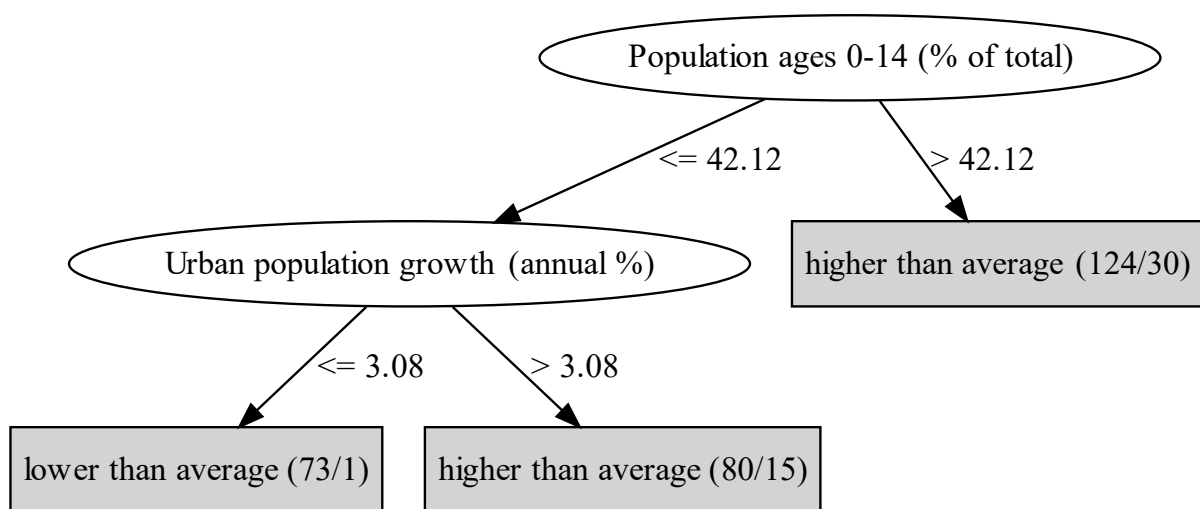 Population ages 0-14 (% of total)
<= 42.12
> 42.12
Urban population growth (annual %)
higher than average (124/30)
<= 3.08
> 3.08
lower than average (73/1)
higher than average (80/15)